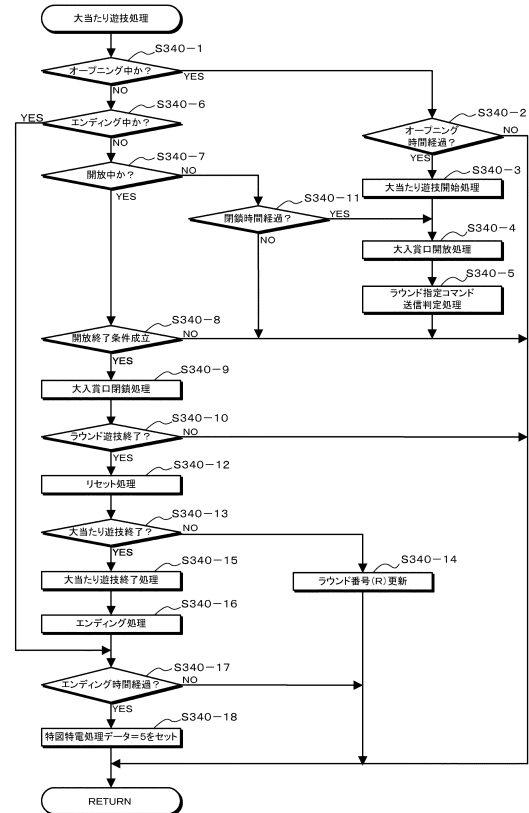 大当たり遊技処理
S340-1
オープニング中か?
YES
NO
S340-6
YES
エンディング中か?
NO
S340-2
オープニング
時間経過?
NO
YES
S340-7
開放中か?
NO
YES
S340-3
大当たり遊技開始処理
S340-11
閉鎖時間経過?
YES
NO
S340-4
大入賞口開放処理
S340-5
ラウンド指定コマンド
送信判定処理
S340-8
開放終了条件成立
NO
YES
S340-9
大入賞口閉鎖処理
S340-10
ラウンド遊技終了?
NO
YES
S340-12
リセット処理
S340-13
大当たり遊技終了?
NO
YES
S340-14
ラウンド番号(R)更新
S340-15
大当たり遊技終了処理
S340-16
エンディング処理
S340-17
エンディング時間経過?
NO
YES
S340-18
特図特電処理データ=5をセット
RETURN